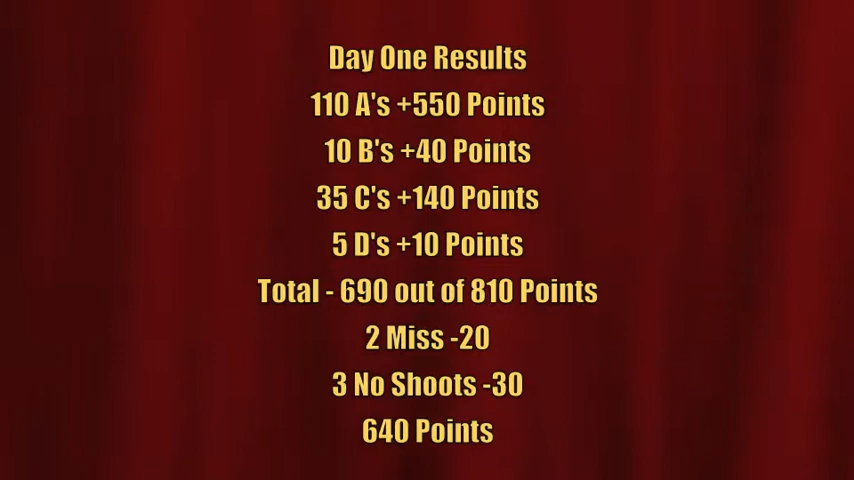 Day One Results
110 A's +550 Points
10 B's +40 Points
35 C's +140 Points
5 D's +10 Points
Total - 690 out of 810 Points
2 Miss -20
3 No Shoots -30
640 Points